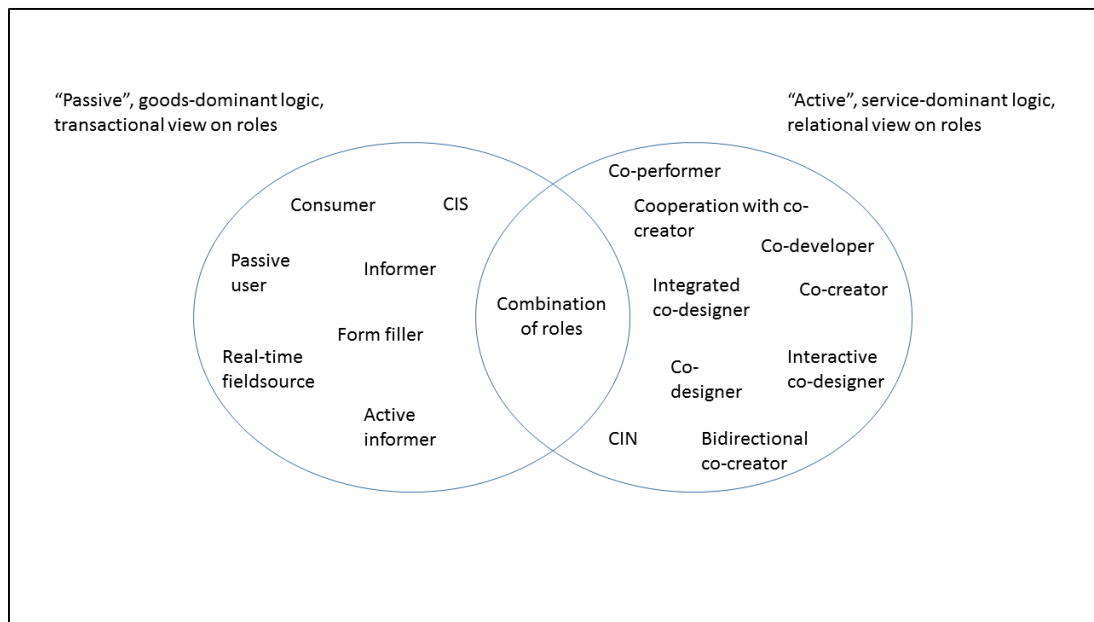 “Passive”, goods-dominant logic,
transactional view on roles
“Active”, service-dominant logic,
relational view on roles
Consumer
CIS
Passive
user
Informer
Form filler
Real-time
fieldsource
Active
informer
Combination
of roles
Co-performer
Cooperation with co-
creator
Co-developer
Integrated
co-designer
Co-creator
Co-
designer
Interactive
co-designer
CIN
Bidirectional
co-creator